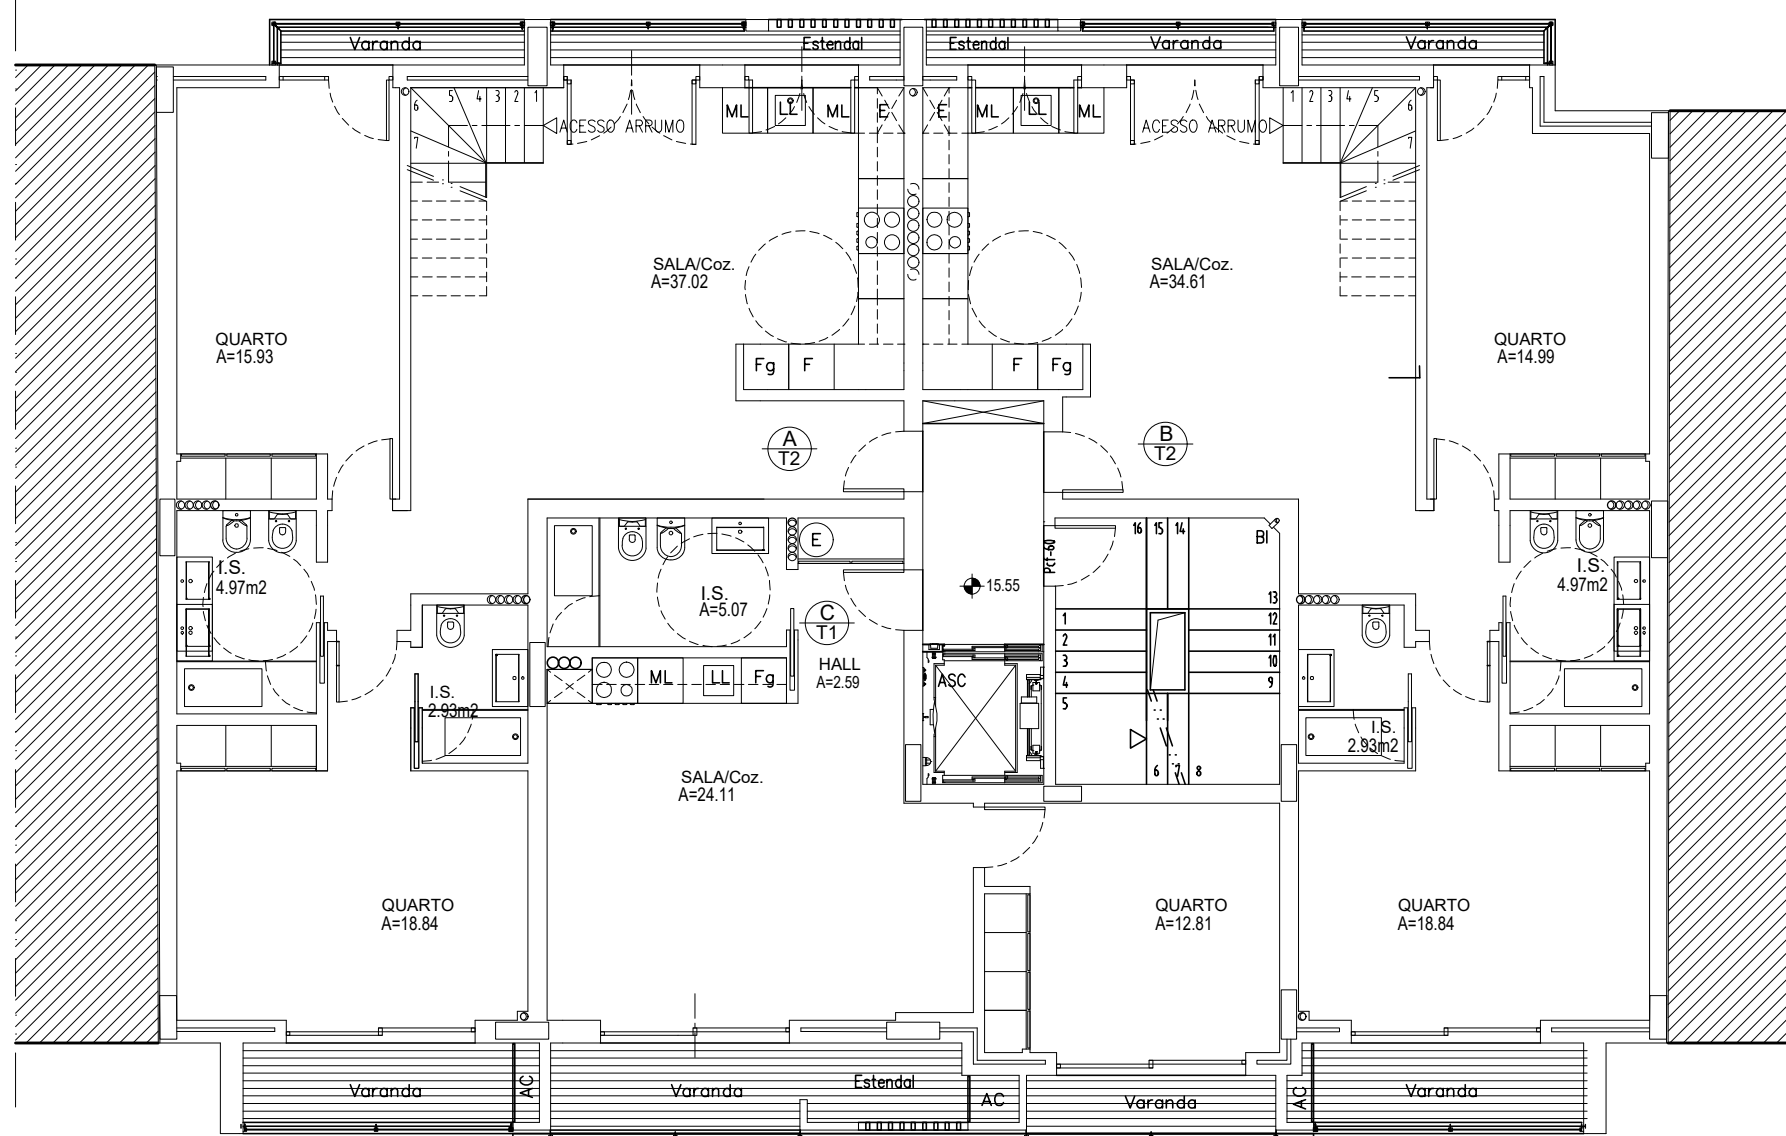 Varanda
Estendal
Estendal
Varanda
Varanda
1
2
3
4
5
6
7
ACESSO ARRUMO
ML
LL
ML
E
E
ML
LL
ML
ACESSO ARRUMO
1
2
3
4
5
6
7
SALA/Coz.
A=37.02
SALA/Coz.
A=34.61
QUARTO
A=15.93
QUARTO
A=14.99
Fg
F
F
Fg
A
T2
B
T2
E
Pcf-60
16
15
14
BI
I.S.
4.97m2
I.S.
A=5.07
15.55
I.S.
4.97m2
C
T1
13
12
11
10
9
1
2
3
4
5
6
7
8
HALL
A=2.59
ML
LL
Fg
ASC
I.S.
2.93m2
I.S.
2.93m2
SALA/Coz.
A=24.11
QUARTO
A=18.84
QUARTO
A=12.81
QUARTO
A=18.84
Varanda
AC
Varanda
Estendal
AC
Varanda
AC
Varanda